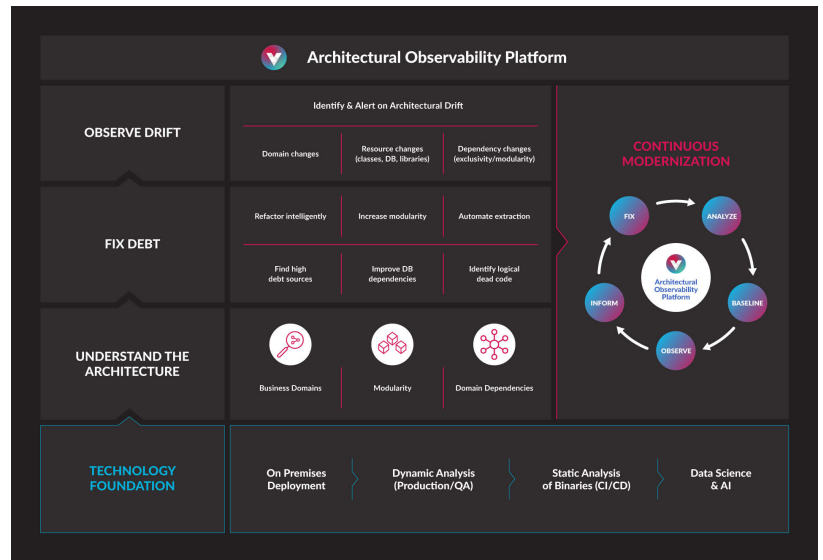 Architectural Observability Platform
OBSERVE DRIFT
Identify & Alert on Architectural Drift
Domain changes
Resource changes
(classes, DB, libraries)
Dependency changes
(exclusivity/modularity)
FIX DEBT
Refactor intelligently
Increase modularity
Automate extraction
Find high
debt sources
Improve DB
dependencies
Identify logical
dead code
UNDERSTAND THE
ARCHITECTURE
Business Domains
Modularity
Domain Dependencies
CONTINUOUS
MODERNIZATION
FIX
ANALYZE
BASELINE
OBSERVE
INFORM
Architectural
Observability
Platform
TECHNOLOGY
FOUNDATION
On Premises
Deployment
Dynamic Analysis
(Production/QA)
Static Analysis
of Binaries (CI/CD)
Data Science
& AI